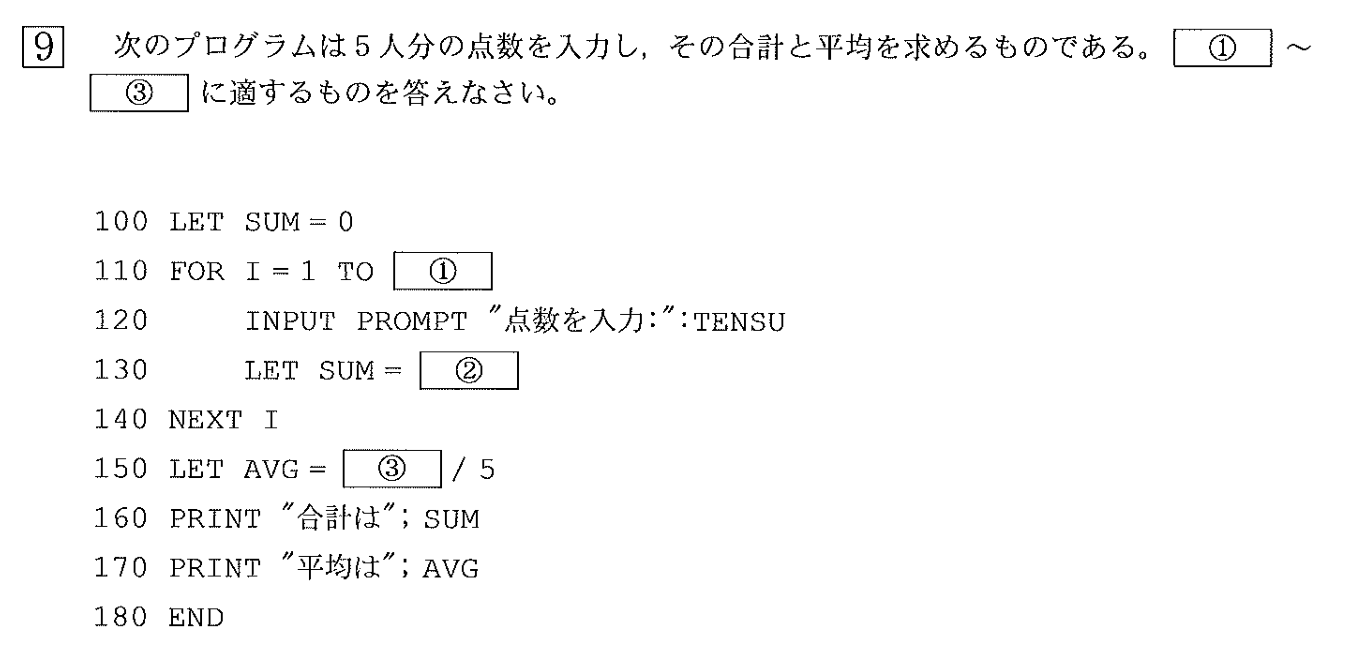 9 次のプログラムは5人分の点数を入力し，その合計と平均を求めるものである。 ① ～
③ に適するものを答えなさい。
100 LET SUM = 0
110 FOR I = 1 TO ①
120 INPUT PROMPT ″点数を入力:″:TENSU
130 LET SUM = ②
140 NEXT I
150 LET AVG = ③ / 5
160 PRINT ″合計は″; SUM
170 PRINT ″平均は″; AVG
180 END